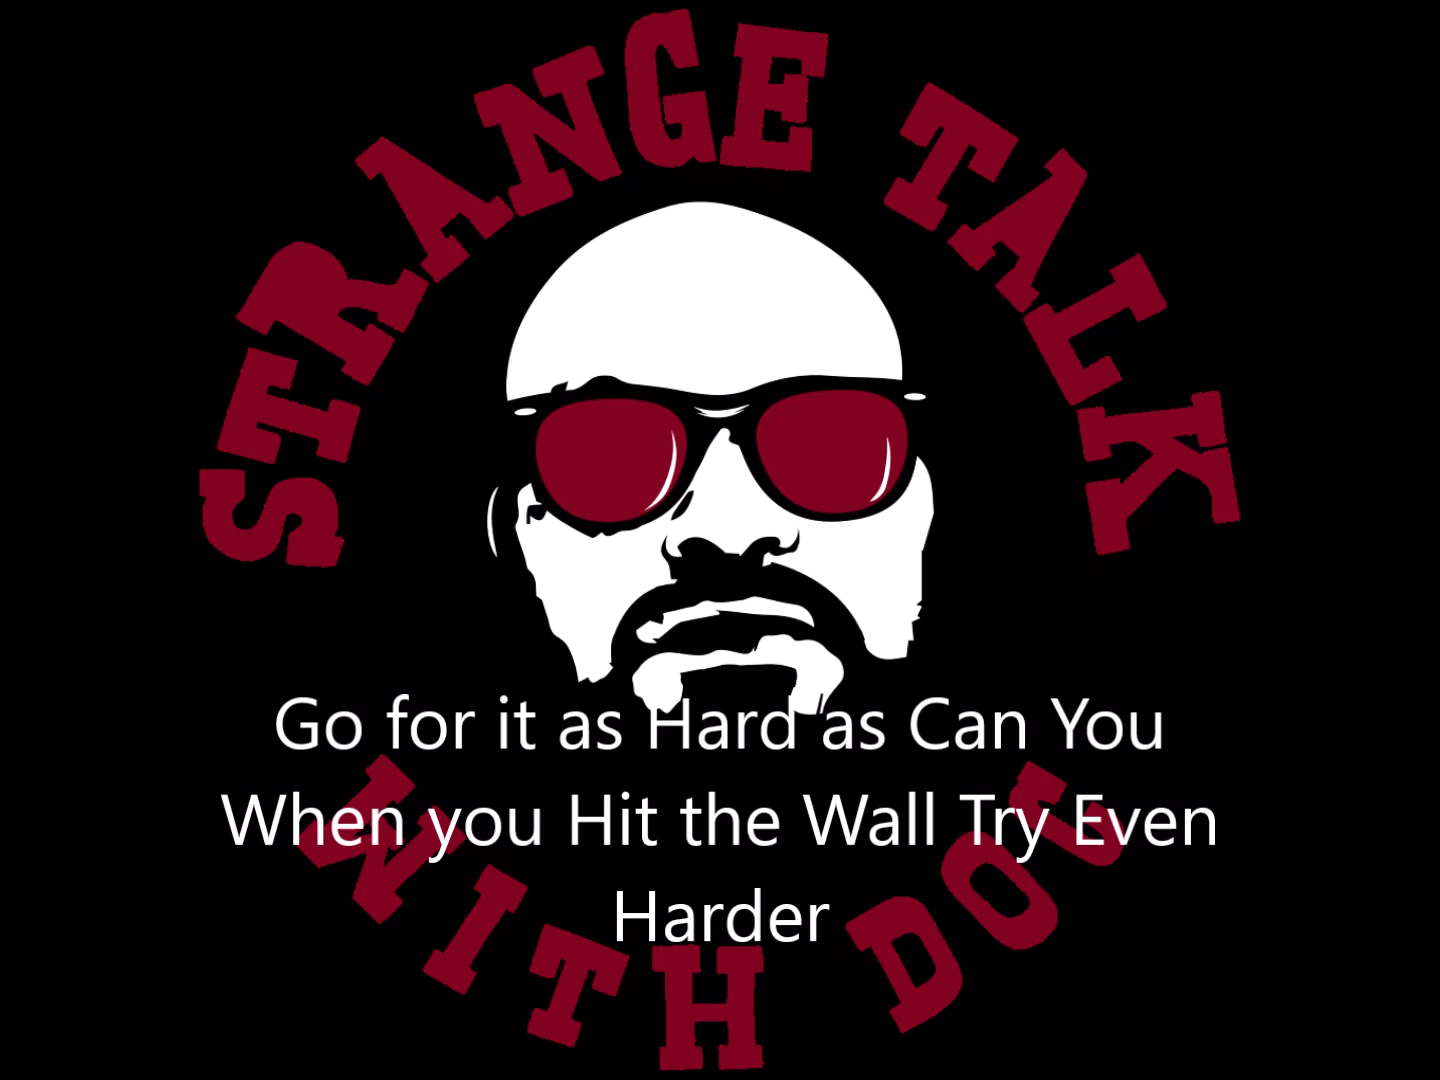 STRANGE TALK
Go for it as Hard as Can You
When you Hit the Wall Try Even
Harder
WITH DOC